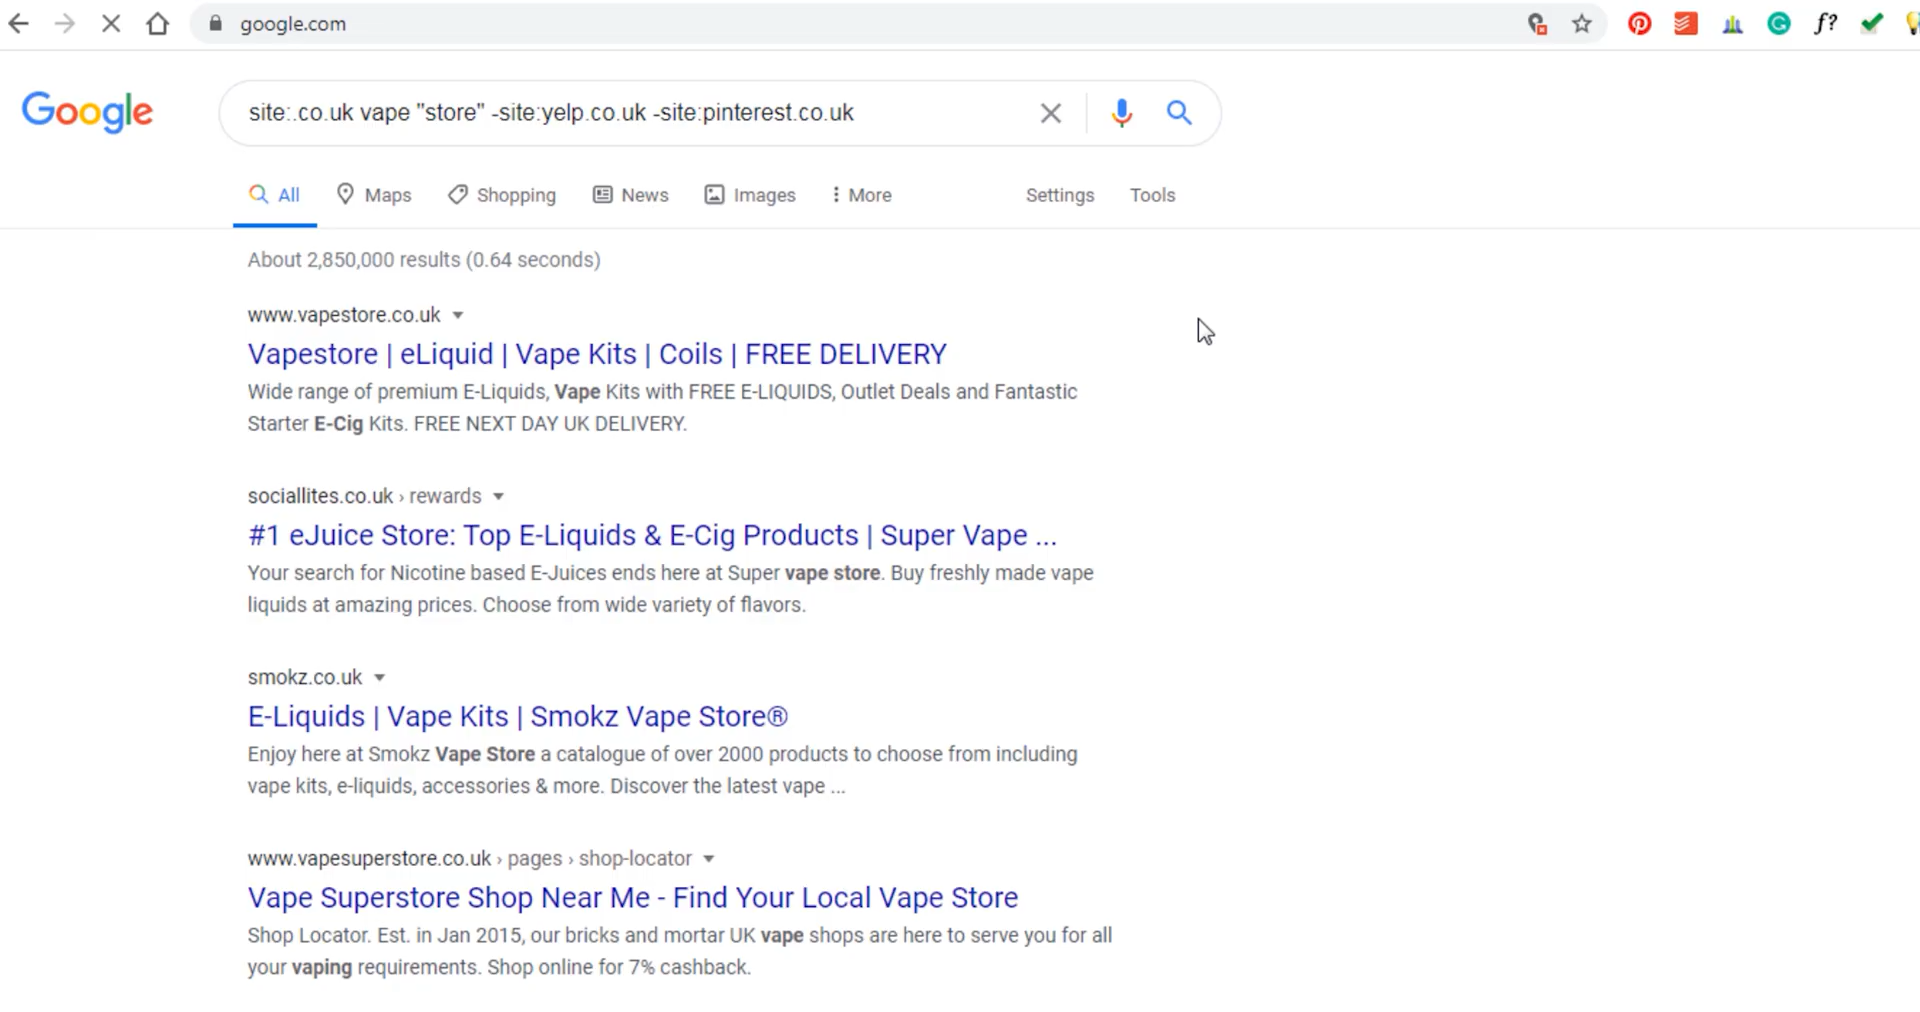 google.com
f?
Google
site:.co.uk vape "store" -site:yelp.co.uk -site:pinterest.co.uk
All Maps Shopping News Images More Settings Tools
About 2,850,000 results (0.64 seconds)
www.vapestore.co.uk
Vapestore | eLiquid | Vape Kits | Coils | FREE DELIVERY
Wide range of premium E-Liquids, Vape Kits with FREE E-LIQUIDS, Outlet Deals and Fantastic
Starter E-Cig Kits. FREE NEXT DAY UK DELIVERY.
sociallites.co.uk › rewards
#1 eJuice Store: Top E-Liquids & E-Cig Products | Super Vape ...
Your search for Nicotine based E-Juices ends here at Super vape store. Buy freshly made vape
liquids at amazing prices. Choose from wide variety of flavors.
smokz.co.uk
E-Liquids | Vape Kits | Smokz Vape Store®
Enjoy here at Smokz Vape Store a catalogue of over 2000 products to choose from including
vape kits, e-liquids, accessories & more. Discover the latest vape ...
www.vapesuperstore.co.uk › pages › shop-locator
Vape Superstore Shop Near Me - Find Your Local Vape Store
Shop Locator. Est. in Jan 2015, our bricks and mortar UK vape shops are here to serve you for all
your vaping requirements. Shop online for 7% cashback.